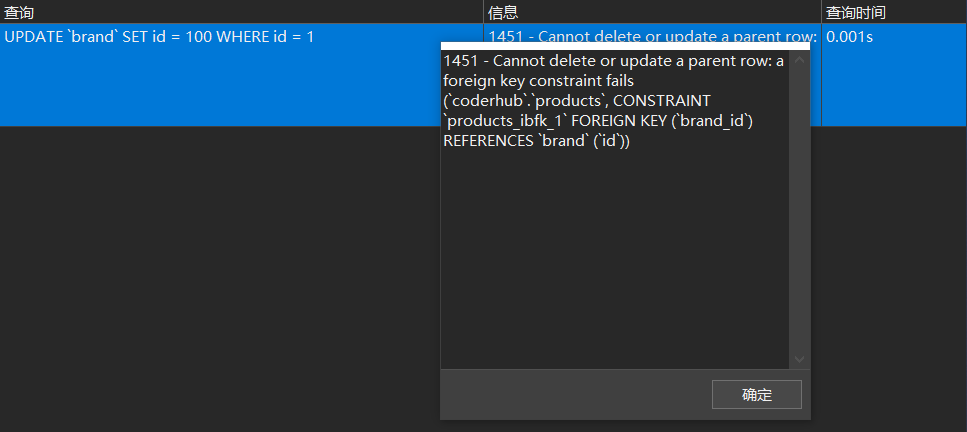 查询 信息 查询时间
UPDATE `brand` SET id = 100 WHERE id = 1 1451 - Cannot delete or update a parent row: 0.001s
1451 - Cannot delete or update a parent row: a
foreign key constraint fails
(`coderhub`.`products`, CONSTRAINT
`products_ibfk_1` FOREIGN KEY (`brand_id`)
REFERENCES `brand` (`id`))
确定